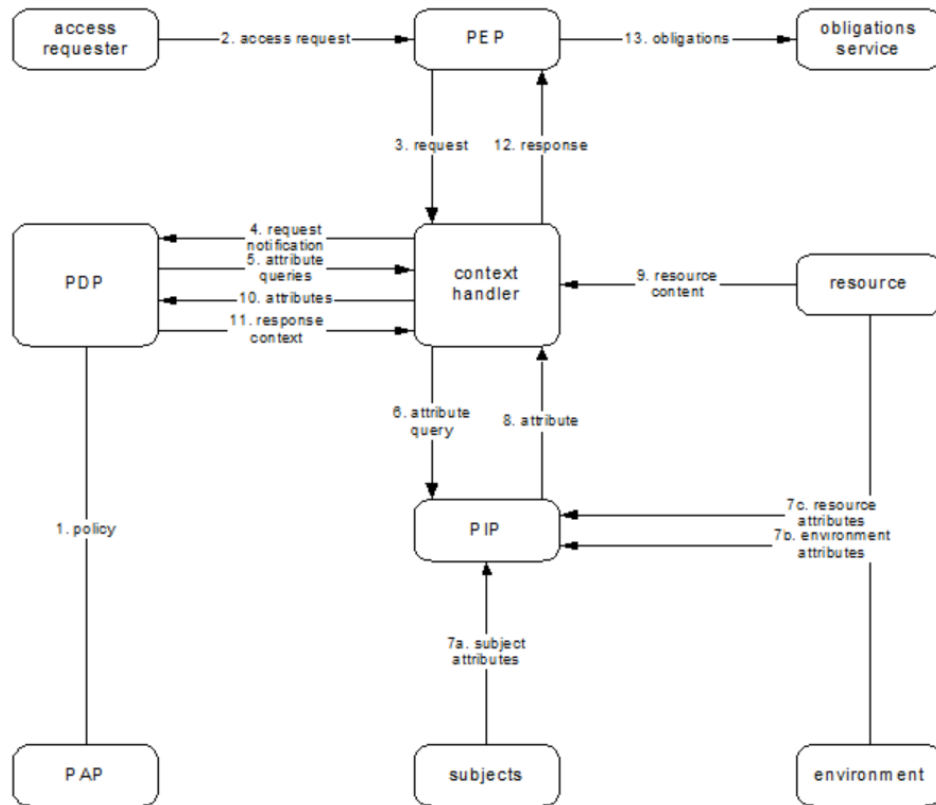 access
requester
2. access request
PEP
13. obligations
obligations
service
3. request
12. response
PDP
4. request
notification
5. attribute
queries
10. attributes
11. response
context
context
handler
9. resource
content
resource
6. attribute
query
8. attribute
1. policy
PIP
7c. resource
attributes
7b. environment
attributes
7a. subject
attributes
PAP
subjects
environment